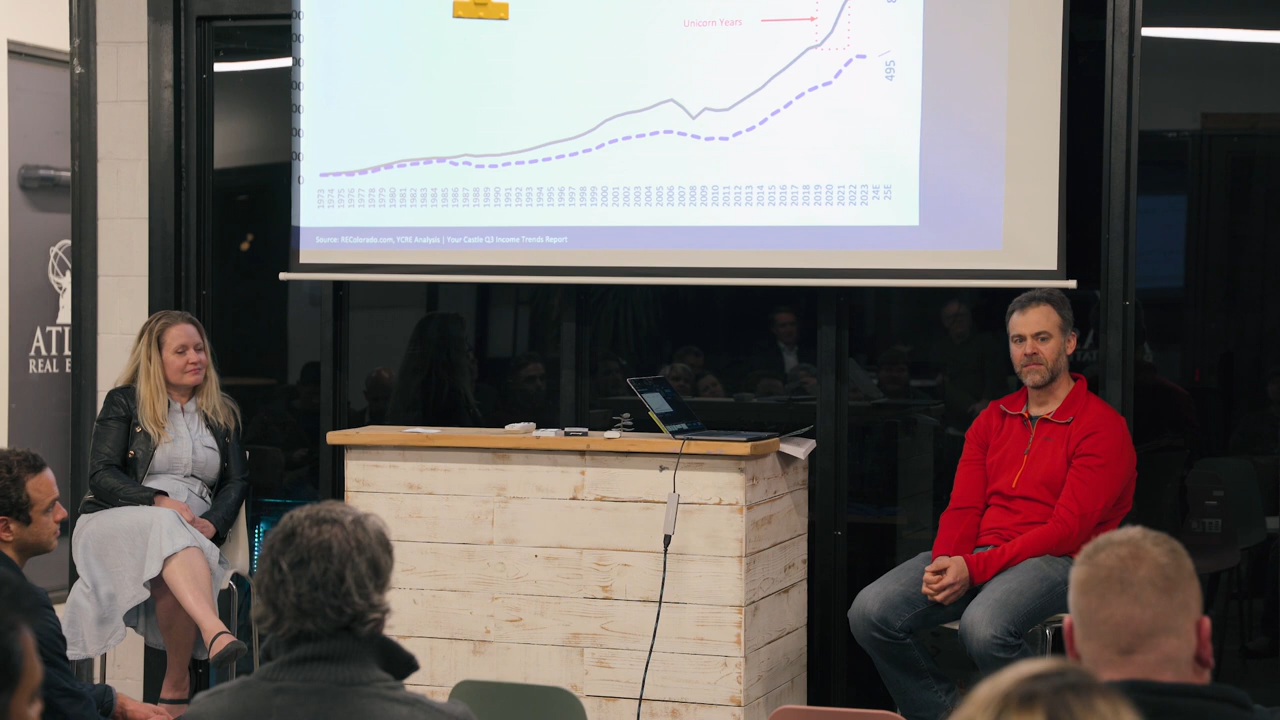 Unicorn Years
495
0
1973 1974 1975 1976 1977 1978 1979 1980 1981 1982 1983 1984 1985 1986 1987 1988 1989 1990 1991 1992 1993 1994 1995 1996 1997 1998 1999 2000 2001 2002 2003 2004 2005 2006 2007 2008 2009 2010 2011 2012 2013 2014 2015 2016 2017 2018 2019 2020 2021 2022 2023 24E 25E
Source: REColorado.com, YCRE Analysis | Your Castle Q3 Income Trends Report
ATL
REAL E